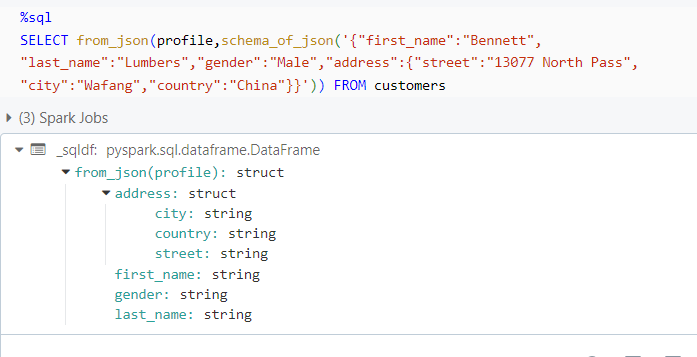 %sql
SELECT from_json(profile,schema_of_json('{"first_name":"Bennett",
"last_name":"Lumbers","gender":"Male","address":{"street":"13077 North Pass",
"city":"Wafang","country":"China"}}')) FROM customers
(3) Spark Jobs
_sqldf: pyspark.sql.dataframe.DataFrame
from_json(profile): struct
address: struct
city: string
country: string
street: string
first_name: string
gender: string
last_name: string